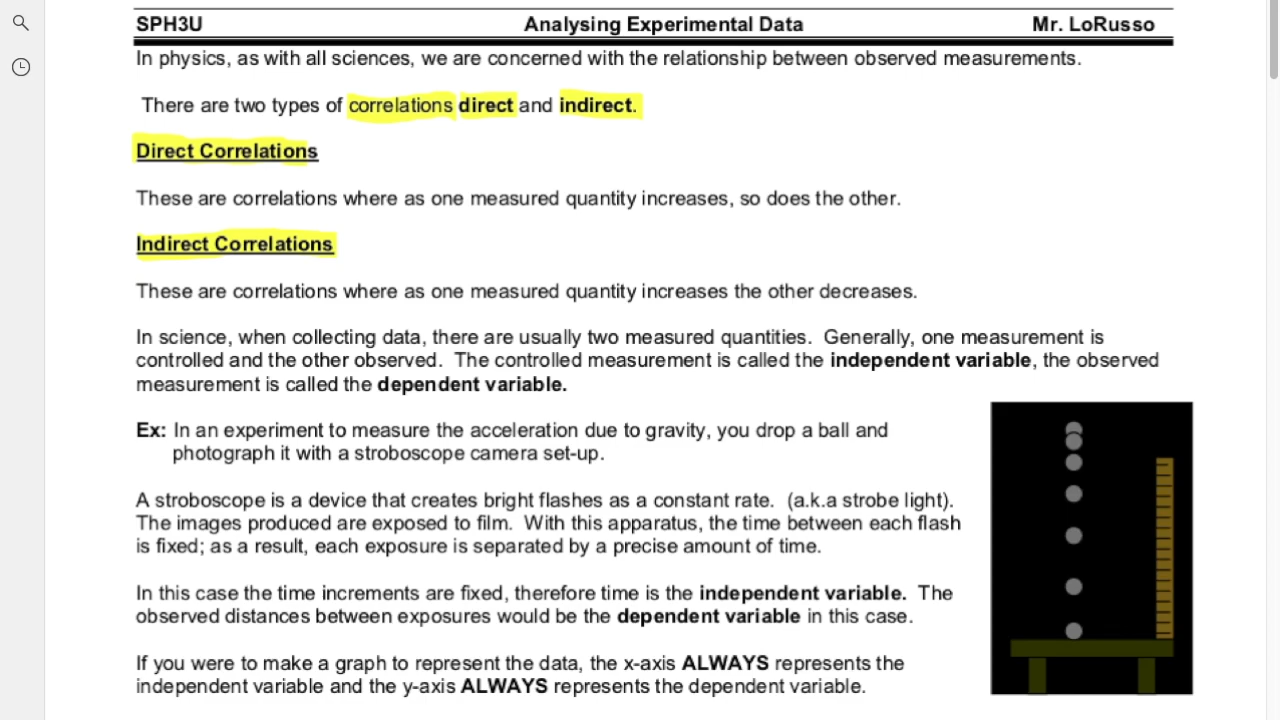 SPH3U Analysing Experimental Data Mr. LoRusso
In physics, as with all sciences, we are concerned with the relationship between observed measurements.
There are two types of correlations direct and indirect.
Direct Correlations
These are correlations where as one measured quantity increases, so does the other.
Indirect Correlations
These are correlations where as one measured quantity increases the other decreases.
In science, when collecting data, there are usually two measured quantities. Generally, one measurement is
controlled and the other observed. The controlled measurement is called the independent variable, the observed
measurement is called the dependent variable.
Ex: In an experiment to measure the acceleration due to gravity, you drop a ball and
photograph it with a stroboscope camera set-up.
A stroboscope is a device that creates bright flashes as a constant rate. (a.k.a strobe light).
The images produced are exposed to film. With this apparatus, the time between each flash
is fixed; as a result, each exposure is separated by a precise amount of time.
In this case the time increments are fixed, therefore time is the independent variable. The
observed distances between exposures would be the dependent variable in this case.
If you were to make a graph to represent the data, the x-axis ALWAYS represents the
independent variable and the y-axis ALWAYS represents the dependent variable.